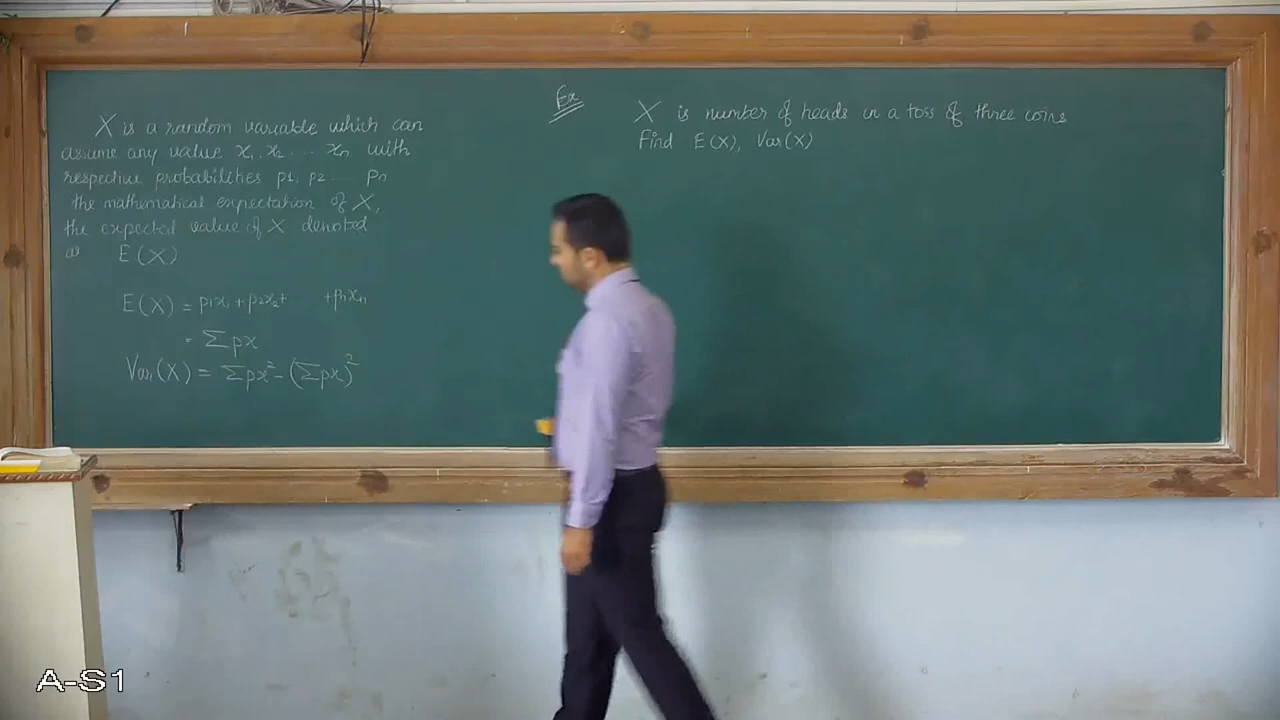 X is a random variable which can
assume any value x₁, x₂ ... xn with
respective probabilities p1, p2 ... pn
the mathematical expectation of X,
the expected value of X denoted
as E(X)
E(X) = p₁x₁ + p₂x₂ + ... + pnxn
= Σpx
Var(X) = Σpx² - (Σpx)²
Ex
X is number of heads in a toss of three coins
Find E(X), Var(X)
A-S1